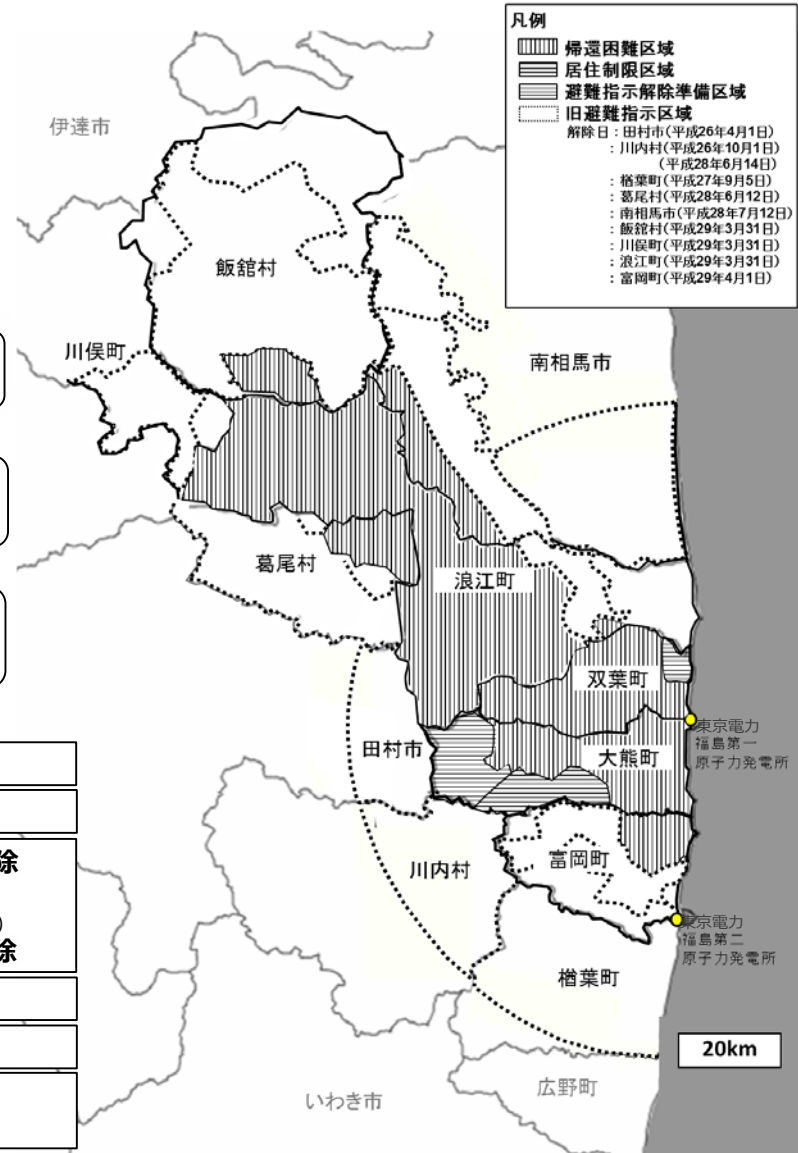 凡例
帰還困難区域
居住制限区域
避難指示解除準備区域
旧避難指示区域
解除日：田村市(平成26年4月1日)
：川内村(平成26年10月1日)
(平成28年6月14日)
：楢葉町(平成27年9月5日)
：葛尾村(平成28年6月12日)
：南相馬市(平成28年7月12日)
：飯舘村(平成29年3月31日)
：川俣町(平成29年3月31日)
：浪江町(平成29年3月31日)
：富岡町(平成29年4月1日)
伊達市
飯舘村
川俣町
南相馬市
葛尾村
浪江町
双葉町
東京電力
福島第一
原子力発電所
田村市
大熊町
除
)
除
富岡町
川内村
東京電力
福島第二
原子力発電所
楢葉町
20km
広野町
いわき市